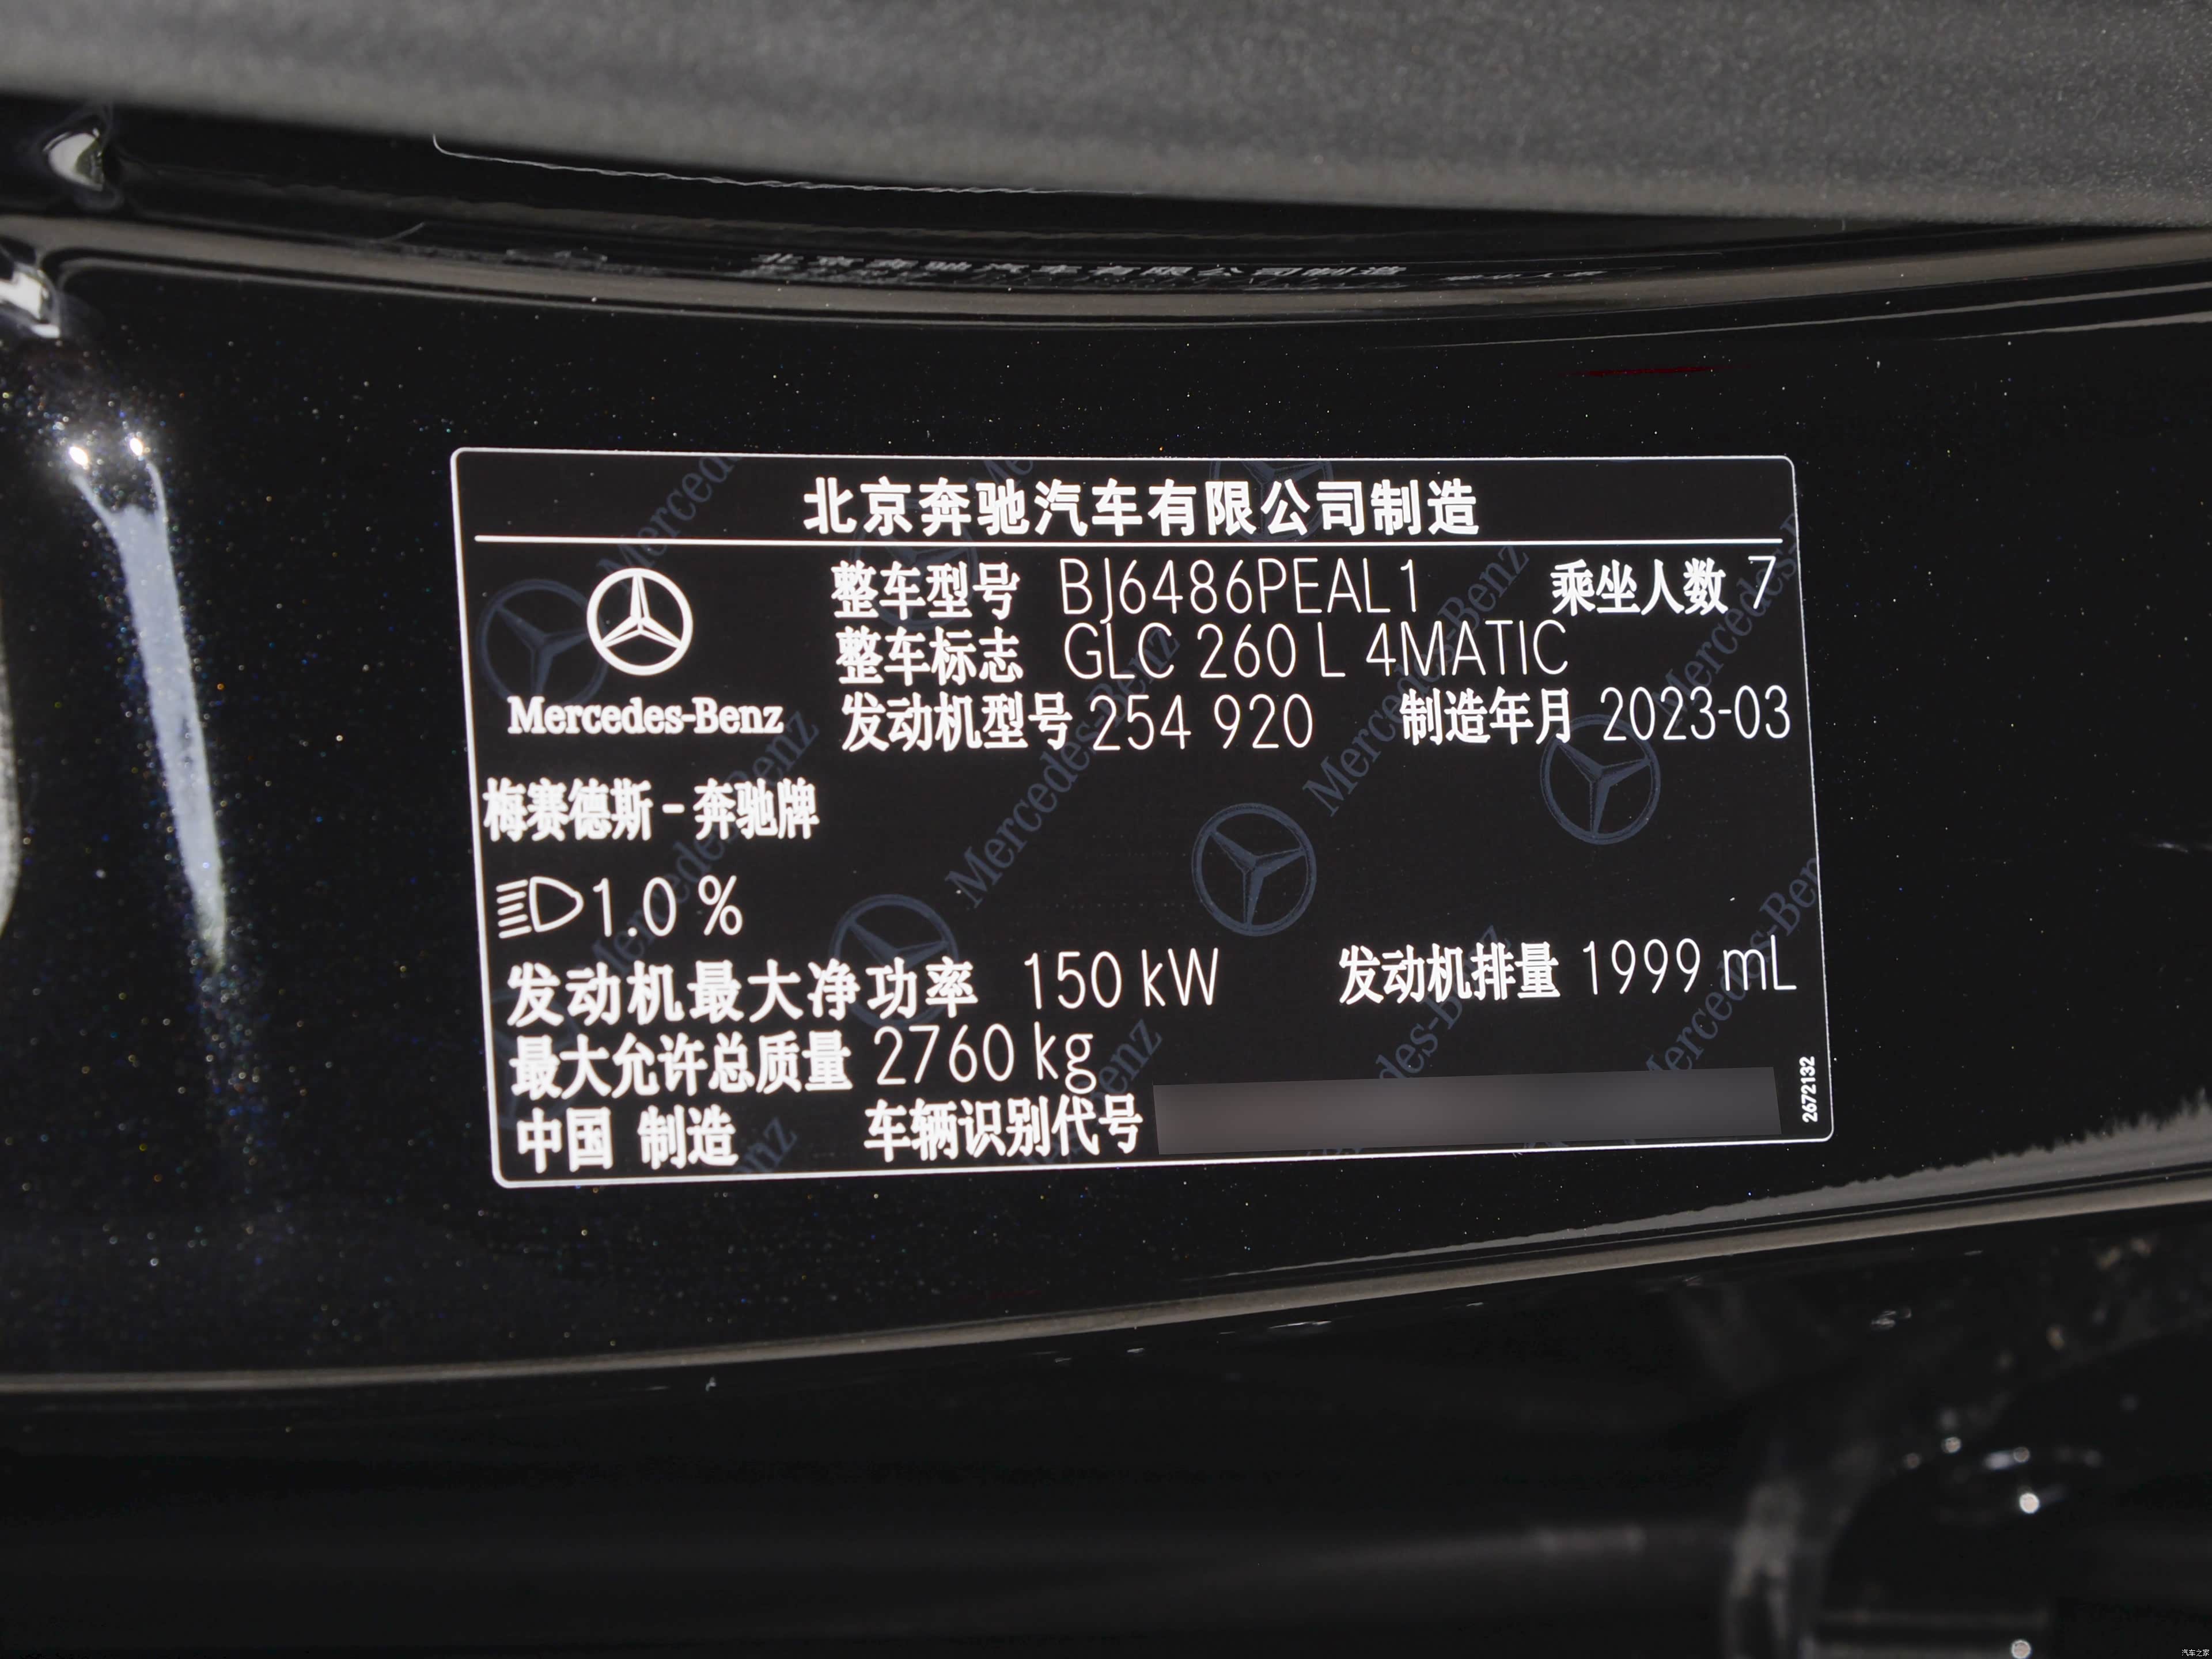 北京奔驰汽车有限公司制造
整车型号 BJ6486PEAL1 乘坐人数 7
整车标志 GLC 260 L 4MATIC
Mercedes-Benz 发动机型号 254 920 制造年月 2023-03
梅赛德斯-奔驰牌
1.0 %
发动机最大净功率 150 kW 发动机排量 1999 mL
最大允许总质量 2760 kg
中国 制造 车辆识别代号
2672132
汽车之家